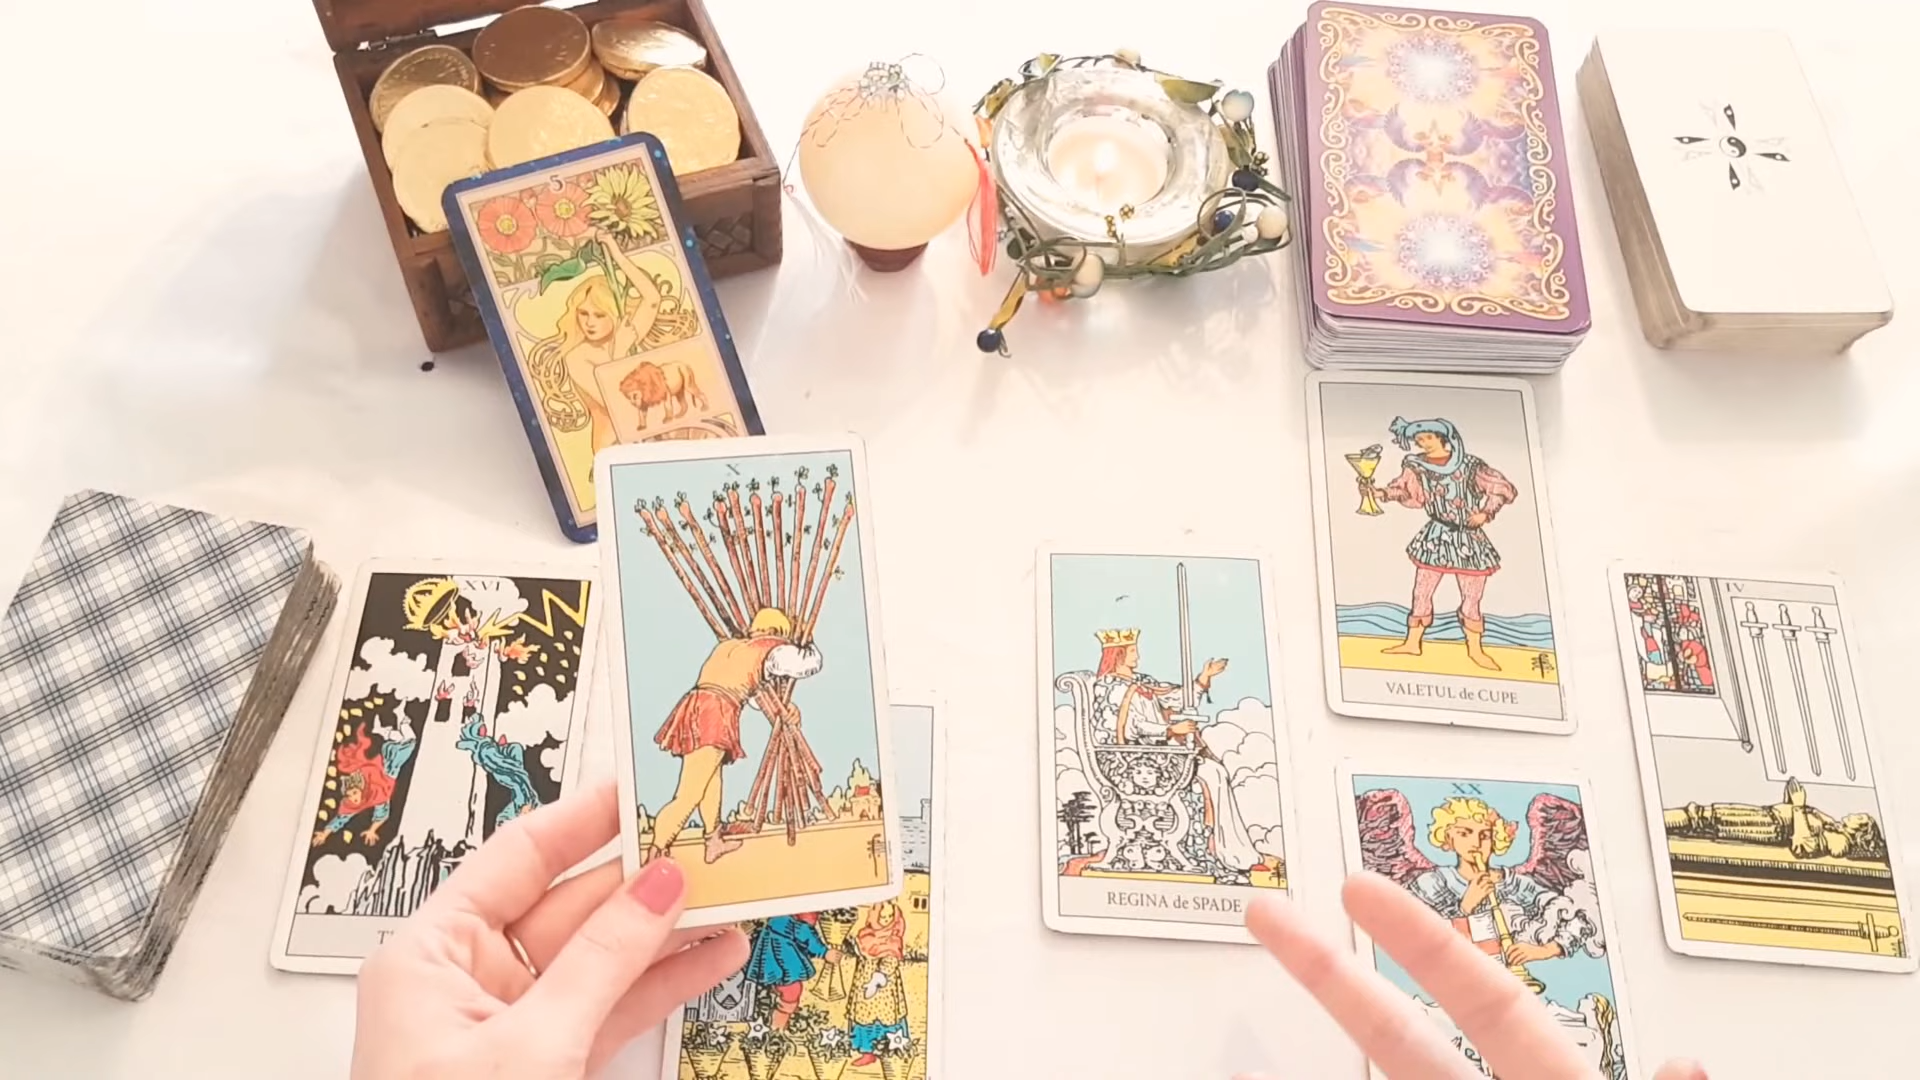 5
X
XVI
VALETUL de CUPE
IV
REGINA de SPADE
XX